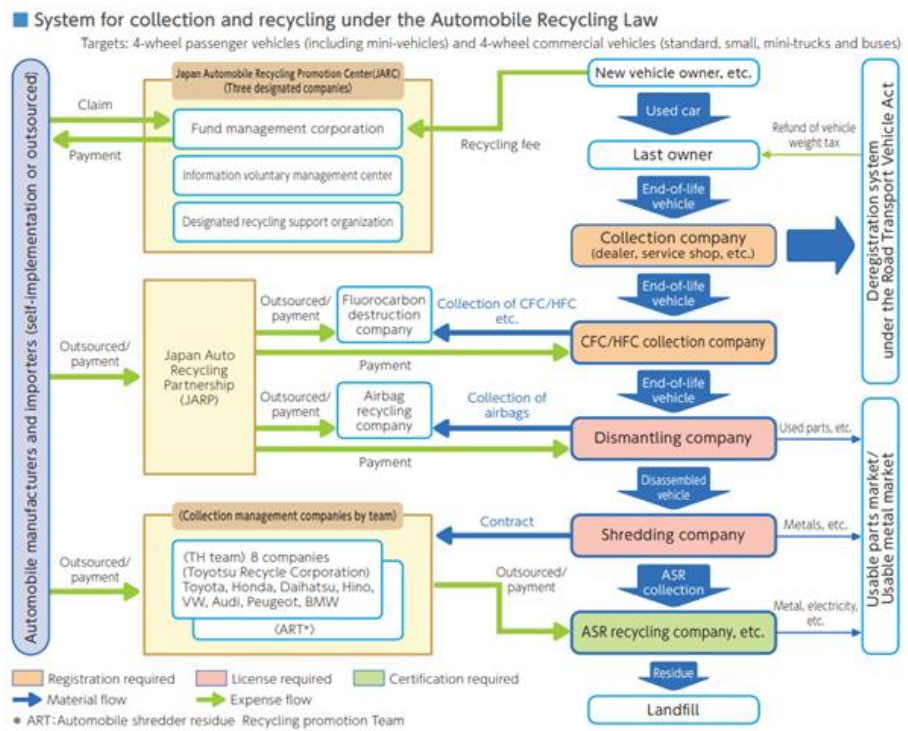 System for collection and recycling under the Automobile Recycling Law
Targets: 4-wheel passenger vehicles (including mini-vehicles) and 4-wheel commercial vehicles (standard, small, mini-trucks and buses)
Automobile manufacturers and importers (self-implementation or outsourced)
Claim
Payment
Japan Automobile Recycling Promotion Center(JARC)
(Three designated companies)
Fund management corporation
Information voluntary management center
Designated recycling support organization
Recycling fee
New vehicle owner, etc.
Used car
Last owner
Refund of vehicle
weight tax
End-of-life
vehicle
Collection company
(dealer, service shop, etc.)
Deregistration system
under the Road Transport Vehicle Act
End-of-life
vehicle
Outsourced/
payment
Japan Auto
Recycling
Partnership
(JARP)
Outsourced/
payment
Fluorocarbon
destruction
company
Collection of CFC/HFC
etc.
CFC/HFC collection company
Payment
End-of-life
vehicle
Outsourced/
payment
Airbag
recycling
company
Collection of
airbags
Dismantling company
Used parts, etc.
Payment
Disassembled
vehicle
Usable parts market/
Usable metal market
(Collection management companies by team)
Contract
Shredding company
Metals, etc.
Outsourced/
payment
(TH team) 8 companies
(Toyotsu Recycle Corporation)
Toyota, Honda, Daihatsu, Hino,
VW, Audi, Peugeot, BMW
(ART*)
Outsourced/
payment
ASR
collection
ASR recycling company, etc.
Metal, electricity,
etc.
Residue
Landfill
Registration required
License required
Certification required
Material flow
Expense flow
* ART:Automobile shredder residue Recycling promotion Team